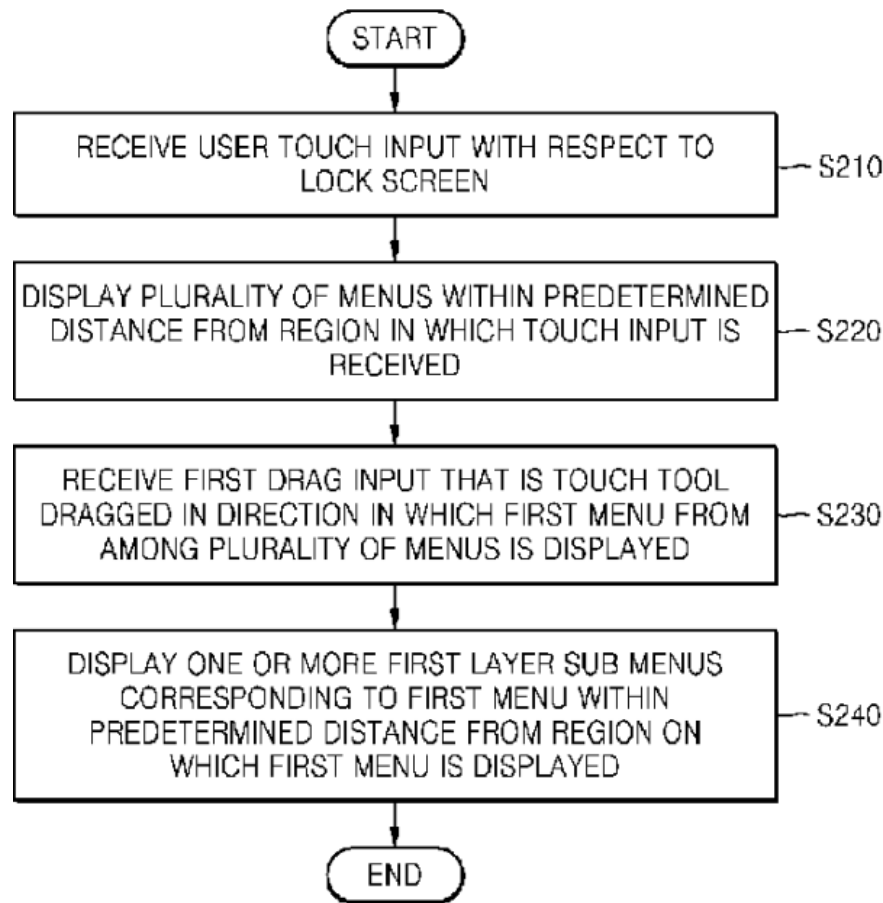 START
RECEIVE USER TOUCH INPUT WITH RESPECT TO
LOCK SCREEN
S210
DISPLAY PLURALITY OF MENUS WITHIN PREDETERMINED
DISTANCE FROM REGION IN WHICH TOUCH INPUT IS
RECEIVED
S220
RECEIVE FIRST DRAG INPUT THAT IS TOUCH TOOL
DRAGGED IN DIRECTION IN WHICH FIRST MENU FROM
AMONG PLURALITY OF MENUS IS DISPLAYED
S230
DISPLAY ONE OR MORE FIRST LAYER SUB MENUS
CORRESPONDING TO FIRST MENU WITHIN
PREDETERMINED DISTANCE FROM REGION ON
WHICH FIRST MENU IS DISPLAYED
S240
END